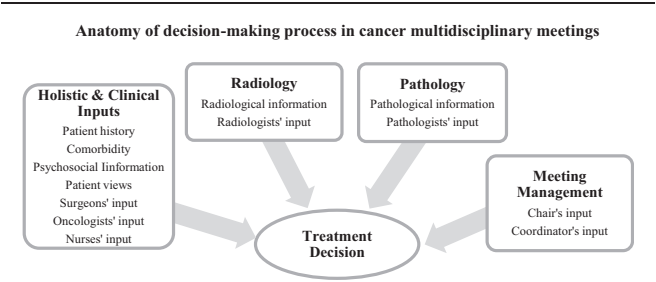 Anatomy of decision-making process in cancer multidisciplinary meetings
Holistic & Clinical
Inputs
Patient history
Comorbidity
Psychosocial Iinformation
Patient views
Surgeons' input
Oncologists' input
Nurses' input
Radiology
Radiological information
Radiologists' input
Pathology
Pathological information
Pathologists' input
Meeting
Management
Chair's input
Coordinator's input
Treatment
Decision